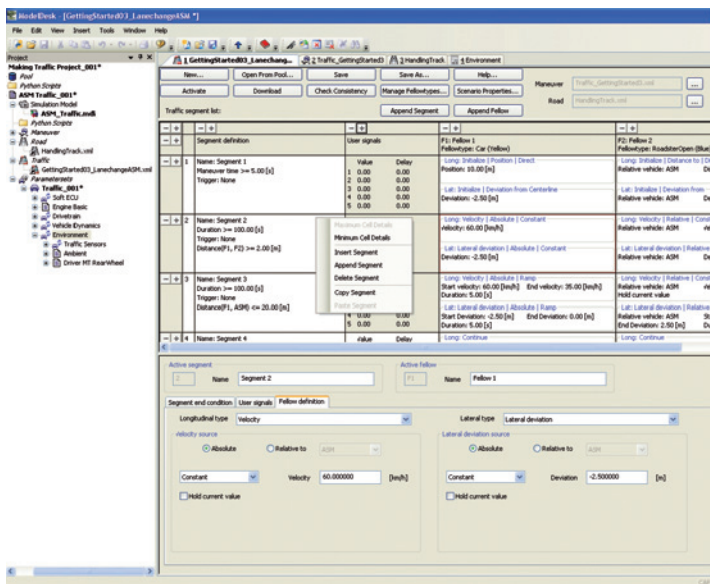 ModelDesk - [GettingStarted03_LanechangeASM *]
File Edit View Insert Tools Window Help
Project
Making Traffic Project_001*
Pool
Python Scripts
ASM Traffic_001*
Simulation Model
ASM_Traffic.mdl
Python Scripts
Maneuver
Road
HandlingTrack.xml
Traffic
GettingStarted03_LanechangeASM.xml
Parametersets
Traffic_001*
Soft ECU
Engine Basic
Drivetrain
Vehicle Dynamics
Environment
Traffic Sensors
Ambient
Driver MT RearWheel
1 GettingStarted03_Lanechang... 2 Traffic_GettingStarted3 3 HandlingTrack 4 Environment
New... Open From Pool... Save Save As... Help...
Activate Download Check Consistency Manage Fellowtypes... Scenario Properties...
Maneuver Traffic_GettingStarted3.xml ...
Road HandlingTrack.xml ...
Traffic segment list: Append Segment Append Fellow
Segment definition User signals F1: Fellow 1 F2: Fellow 2
Fellowtype: Car (Yellow) Fellowtype: RoadsterOpen (Blue)
1 Name: Segment 1
Maneuver time >= 5.00 [s]
Trigger: None
Value Delay
1 0.00 0.00
2 0.00 0.00
3 0.00 0.00
4 0.00 0.00
5 0.00 0.00
Long: Initialize | Position | Direct
Position: 10.00 [m]
Lat: Initialize | Deviation from Centerline
Deviation: -2.50 [m]
Long: Initialize | Distance to |
Relative vehicle: ASM
Lat: Initialize | Deviation from
Relative vehicle: ASM
2 Name: Segment 2
Duration >= 100.00 [s]
Trigger: None
Distance(F1, F2) >= 2.00 [m]
Maximum Cell Details
Minimum Cell Details
Insert Segment
Append Segment
Delete Segment
Copy Segment
Paste Segment
Long: Velocity | Absolute | Constant
Velocity: 60.00 [km/h]
Lat: Lateral deviation | Absolute | Constant
Deviation: -2.50 [m]
Long: Velocity | Relative | Const
Relative vehicle: ASM
Lat: Lateral deviation | Relative
Relative vehicle: ASM
3 Name: Segment 3
Duration >= 100.00 [s]
Trigger: None
Distance(F1, ASM) <= 20.00 [m]
4 0.00 0.00
5 0.00 0.00
Long: Velocity | Absolute | Ramp
Start velocity: 60.00 [km/h] End velocity: 35.00 [km/h]
Duration: 5.00 [s]
Lat: Lateral deviation | Absolute | Ramp
Start Deviation: -2.50 [m] End Deviation: 0.00 [m]
Duration: 5.00 [s]
Long: Velocity | Relative | Const
Relative vehicle: ASM
Hold current value
Lat: Lateral deviation | Relative
Relative vehicle: ASM
End Deviation: 2.50 [m]
4 Name: Segment 4 Value Delay Long: Continue Long: Continue
Active segment Active fellow
2 Name Segment 2 F1 Name Fellow 1
Segment end condition User signals Fellow definition
Longitudinal type Velocity Lateral type Lateral deviation
Velocity source Lateral deviation source
Absolute Relative to ASM Absolute Relative to ASM
Constant Velocity 60.000000 [km/h] Constant Deviation -2.500000 [m]
Hold current value Hold current value